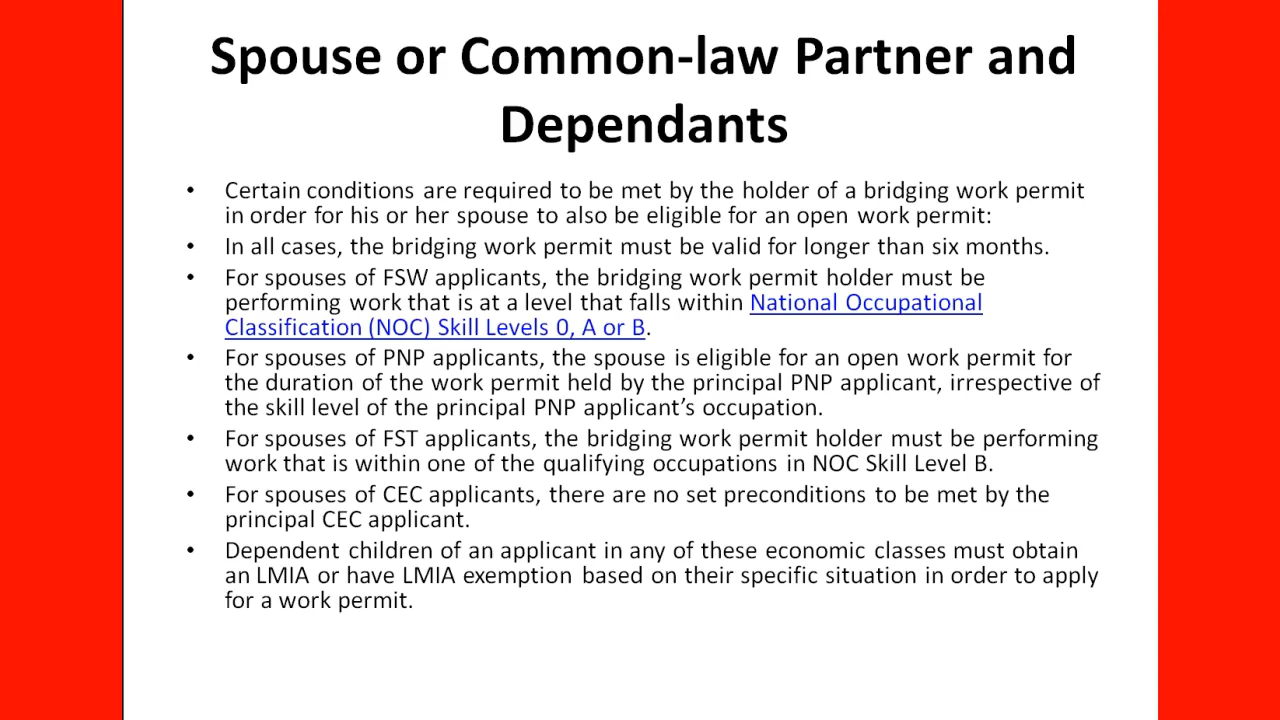 Spouse or Common-law Partner and
Dependants
• Certain conditions are required to be met by the holder of a bridging work permit
in order for his or her spouse to also be eligible for an open work permit:
• In all cases, the bridging work permit must be valid for longer than six months.
• For spouses of FSW applicants, the bridging work permit holder must be
performing work that is at a level that falls within National Occupational
Classification (NOC) Skill Levels 0, A or B.
• For spouses of PNP applicants, the spouse is eligible for an open work permit for
the duration of the work permit held by the principal PNP applicant, irrespective of
the skill level of the principal PNP applicant’s occupation.
• For spouses of FST applicants, the bridging work permit holder must be performing
work that is within one of the qualifying occupations in NOC Skill Level B.
• For spouses of CEC applicants, there are no set preconditions to be met by the
principal CEC applicant.
• Dependent children of an applicant in any of these economic classes must obtain
an LMIA or have LMIA exemption based on their specific situation in order to apply
for a work permit.